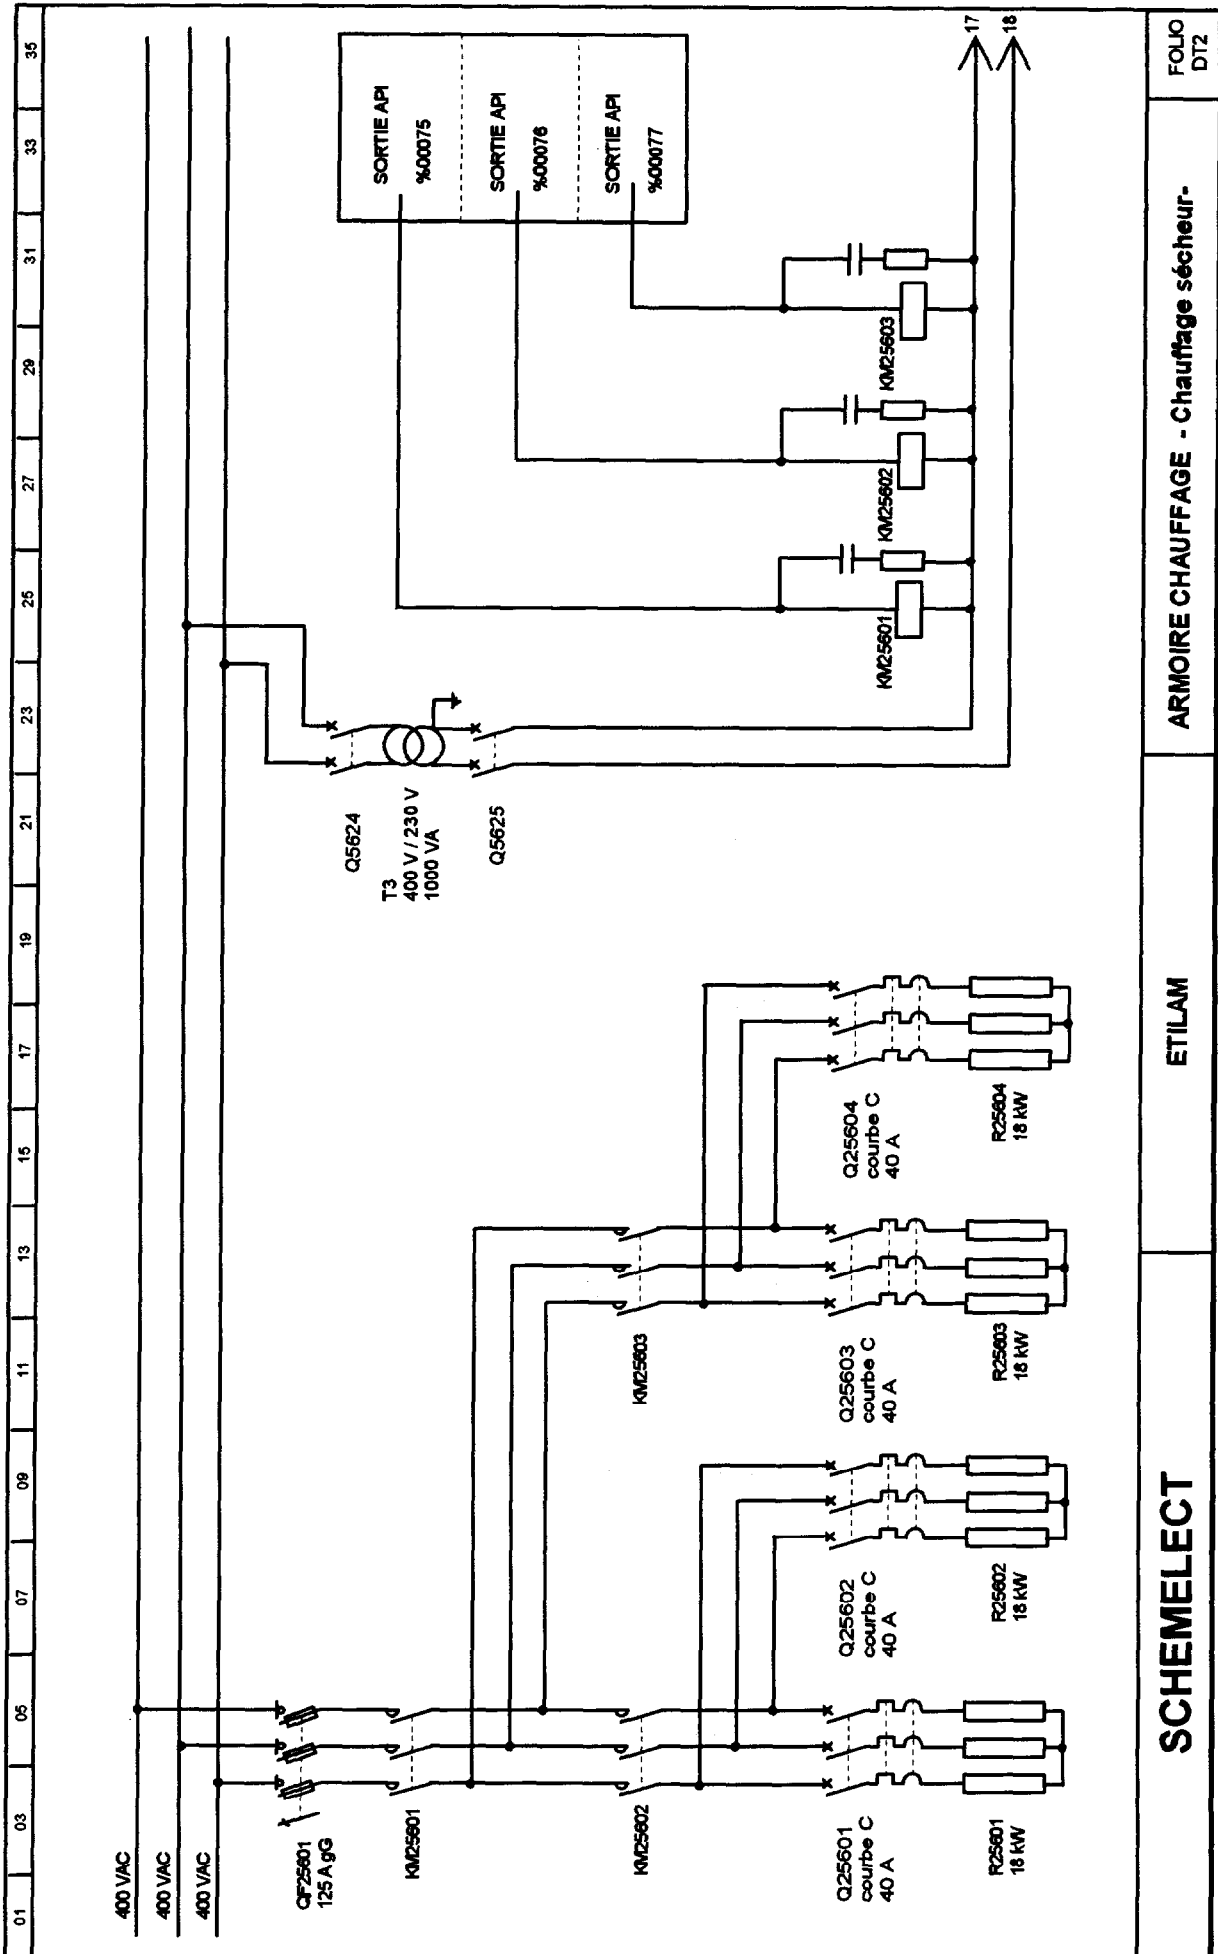 01 03 05 07 09 11 13 15 17 19 21 23 25 27 29 31 33 35
400 VAC
400 VAC
400 VAC
QF25601
125 A gG
KM25601
KM25602
KM25603
Q25601
courbe C
40 A
Q25602
courbe C
40 A
Q25603
courbe C
40 A
Q25604
courbe C
40 A
R25601
18 kW
R25602
18 kW
R25603
18 kW
R25604
18 kW
Q5624
T3
400 V / 230 V
1000 VA
Q5625
KM25601
KM25602
KM25603
SORTIE API
%00075
SORTIE API
%00076
SORTIE API
%00077
17
18
SCHEMELECT
ETILAM
ARMOIRE CHAUFFAGE - Chauffage sécheur-
FOLIO
DT2